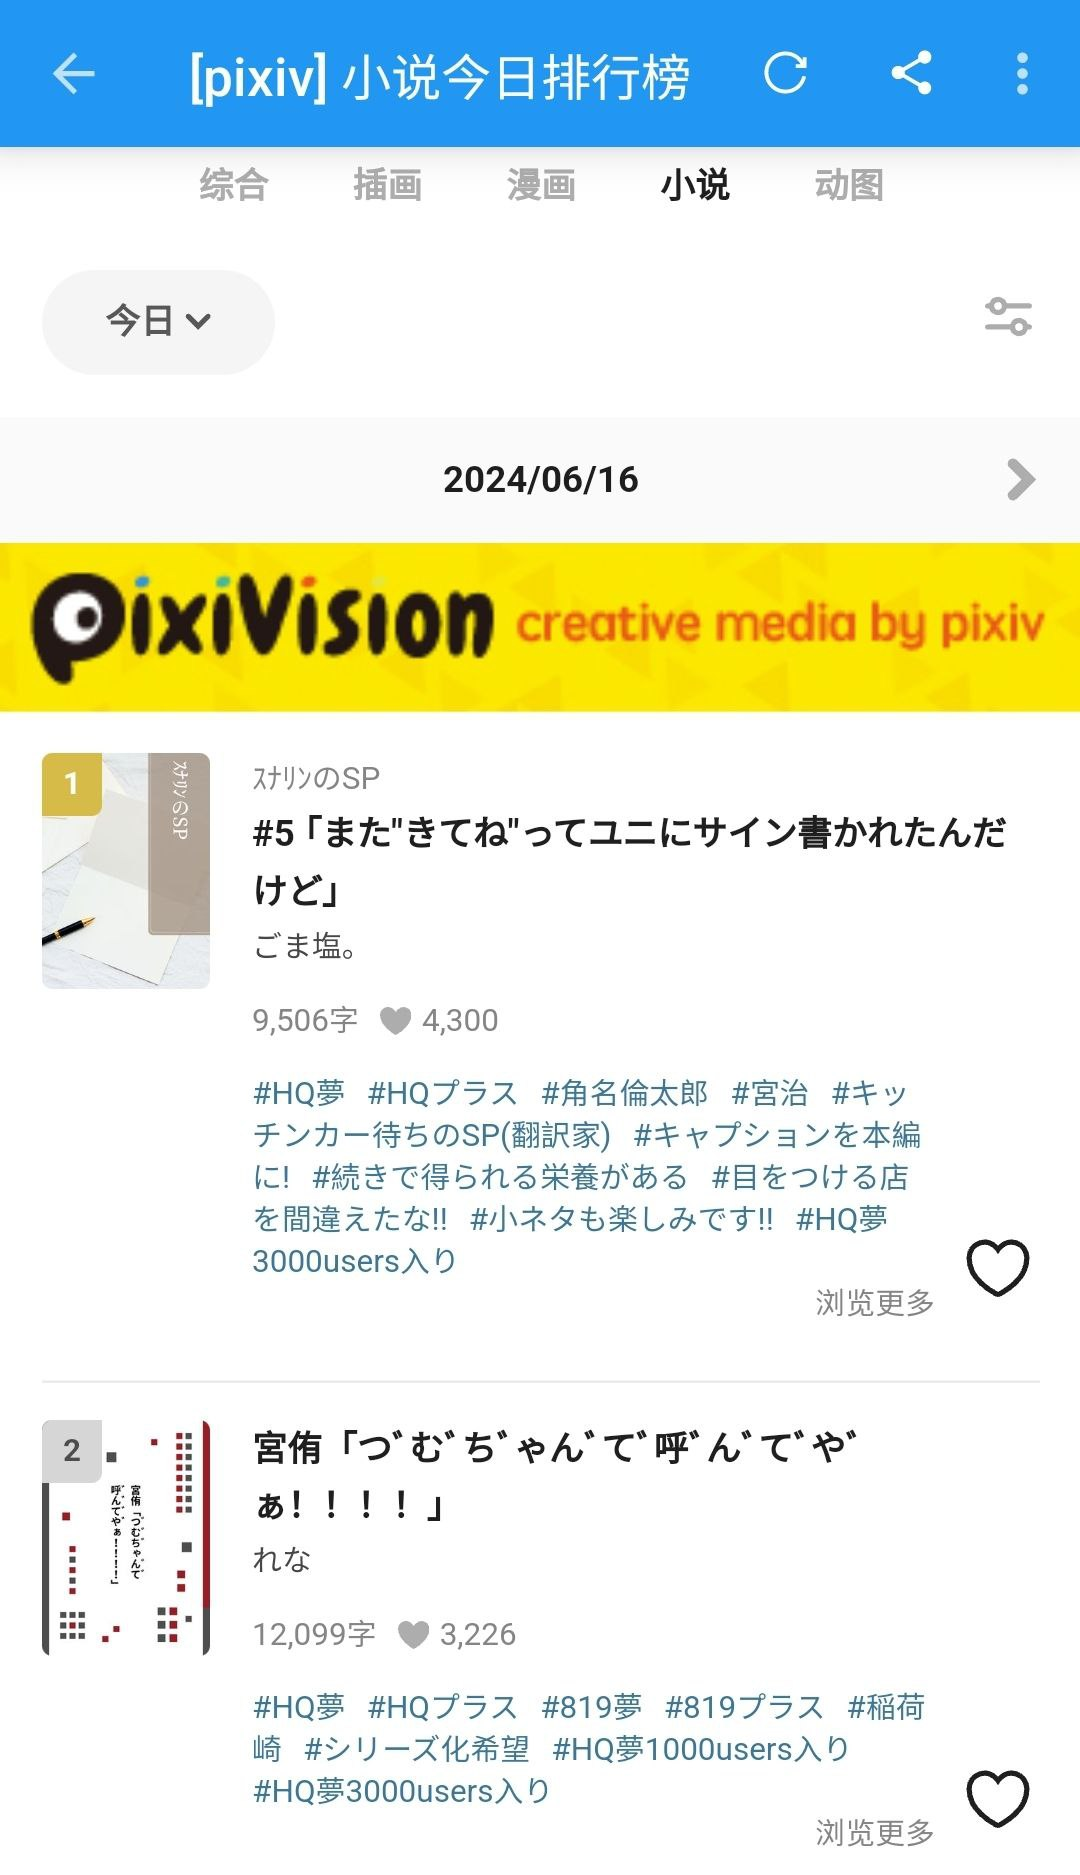 [pixiv] 小说今日排行榜
综合 插画 漫画 小说 动图
今日
2024/06/16
pixiVision creative media by pixiv
1
ｽﾅﾘﾝのSP
ｽﾅﾘﾝのSP
#5「また"きてね"ってユニにサイン書かれたんだ
けど」
ごま塩。
9,506字 4,300
#HQ夢 #HQプラス #角名倫太郎 #宮治 #キッ
チンカー待ちのSP(翻訳家) #キャプションを本編
に! #続きで得られる栄養がある #目をつける店
を間違えたな!! #小ネタも楽しみです!! #HQ夢
3000users入り
浏览更多
2
宮侑「つ゛む゛ち゛ゃん゛て゛
呼゛んでやぁ！！！！」
宮侑「つ゛む゛ち゛ゃん゛て゛呼゛ん゛て゛や゛
ぁ！！！！」
れな
12,099字 3,226
#HQ夢 #HQプラス #819夢 #819プラス #稲荷
崎 #シリーズ化希望 #HQ夢1000users入り
#HQ夢3000users入り
浏览更多